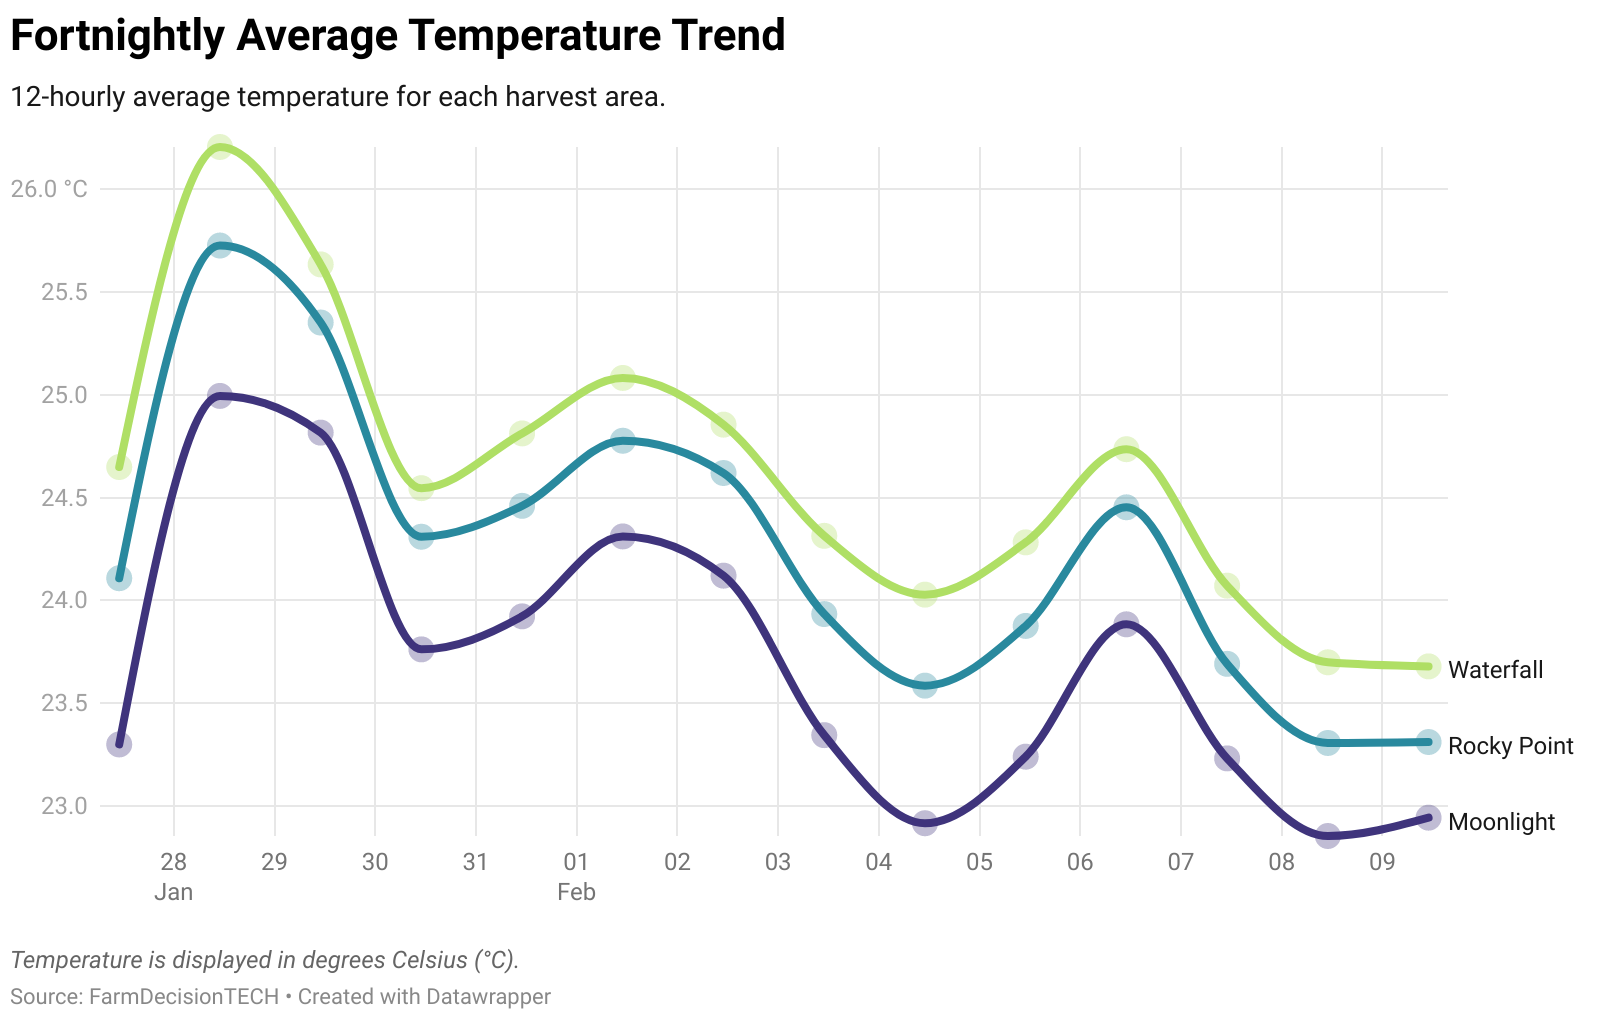 Fortnightly Average Temperature Trend
12-hourly average temperature for each harvest area.
26.0 °C
25.5
25.0
24.5
24.0
23.5
23.0
Waterfall
Rocky Point
Moonlight
28 29 30 31 01 02 03 04 05 06 07 08 09
Jan Feb
Temperature is displayed in degrees Celsius (°C).
Source: FarmDecisionTECH • Created with Datawrapper